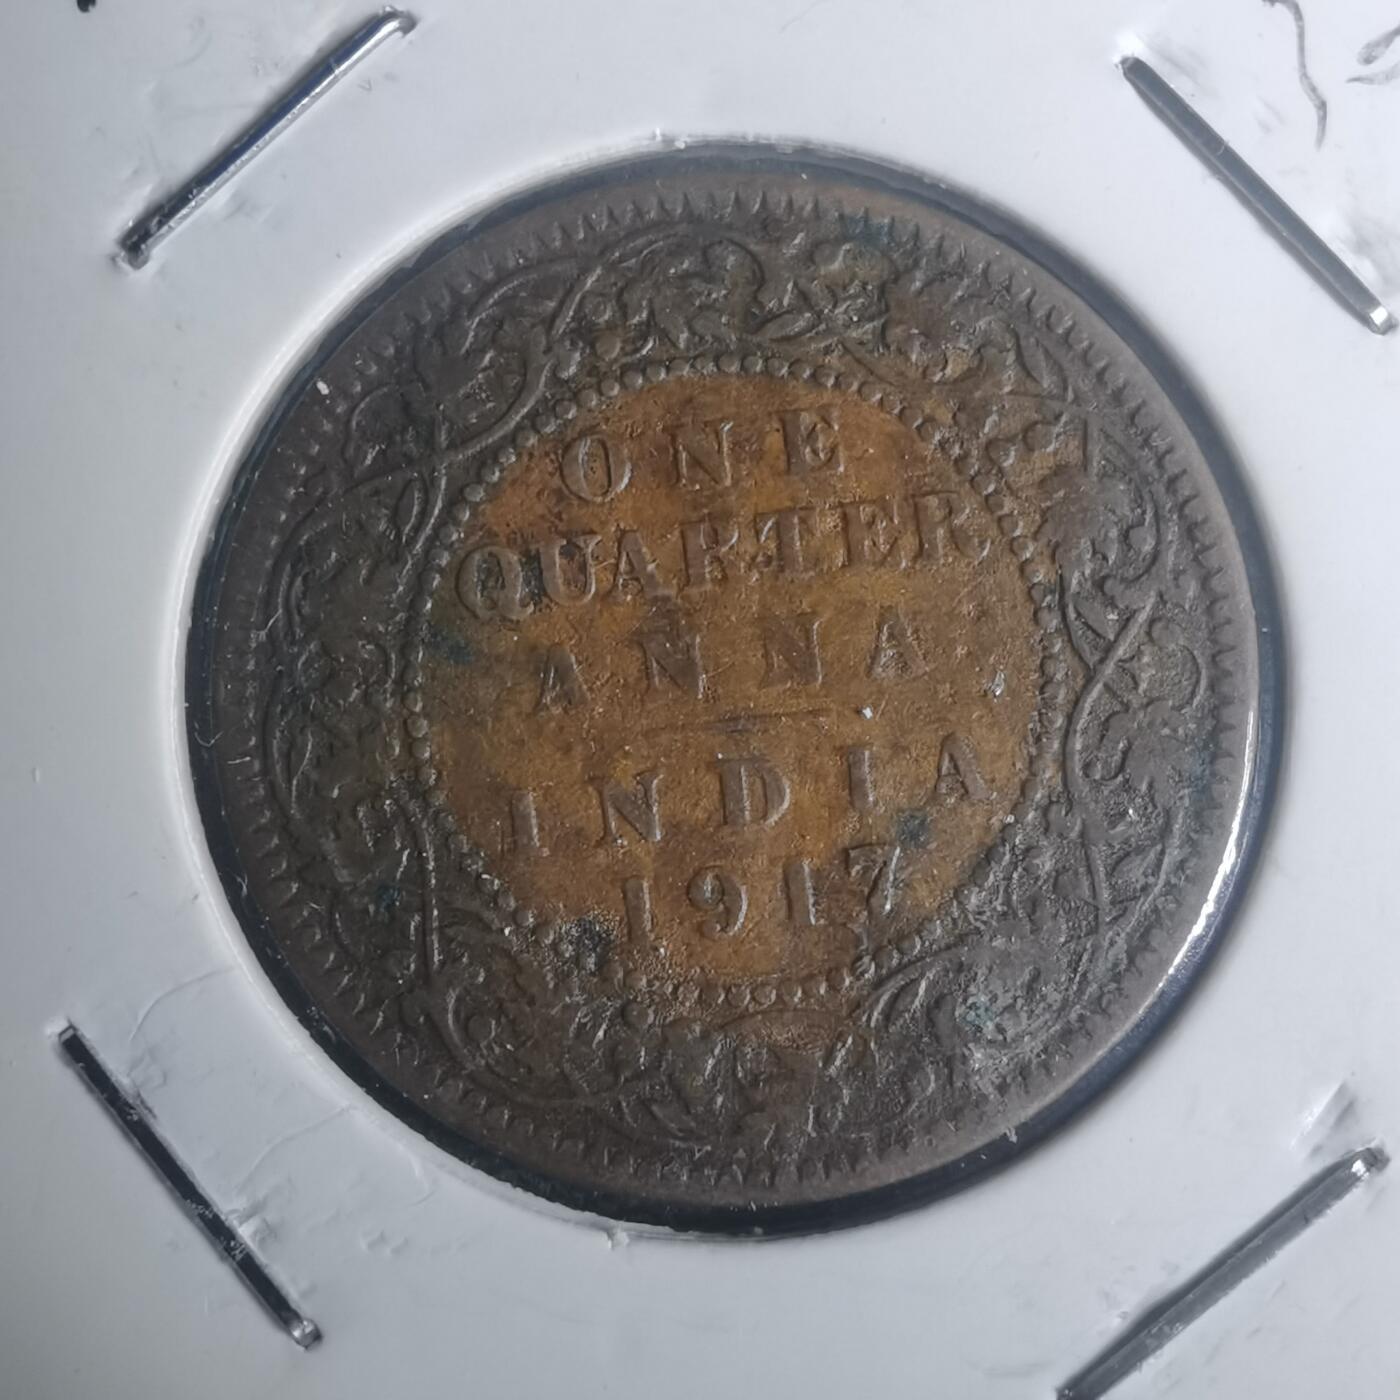 ONE
QUARTER
ANNA
INDIA
1917